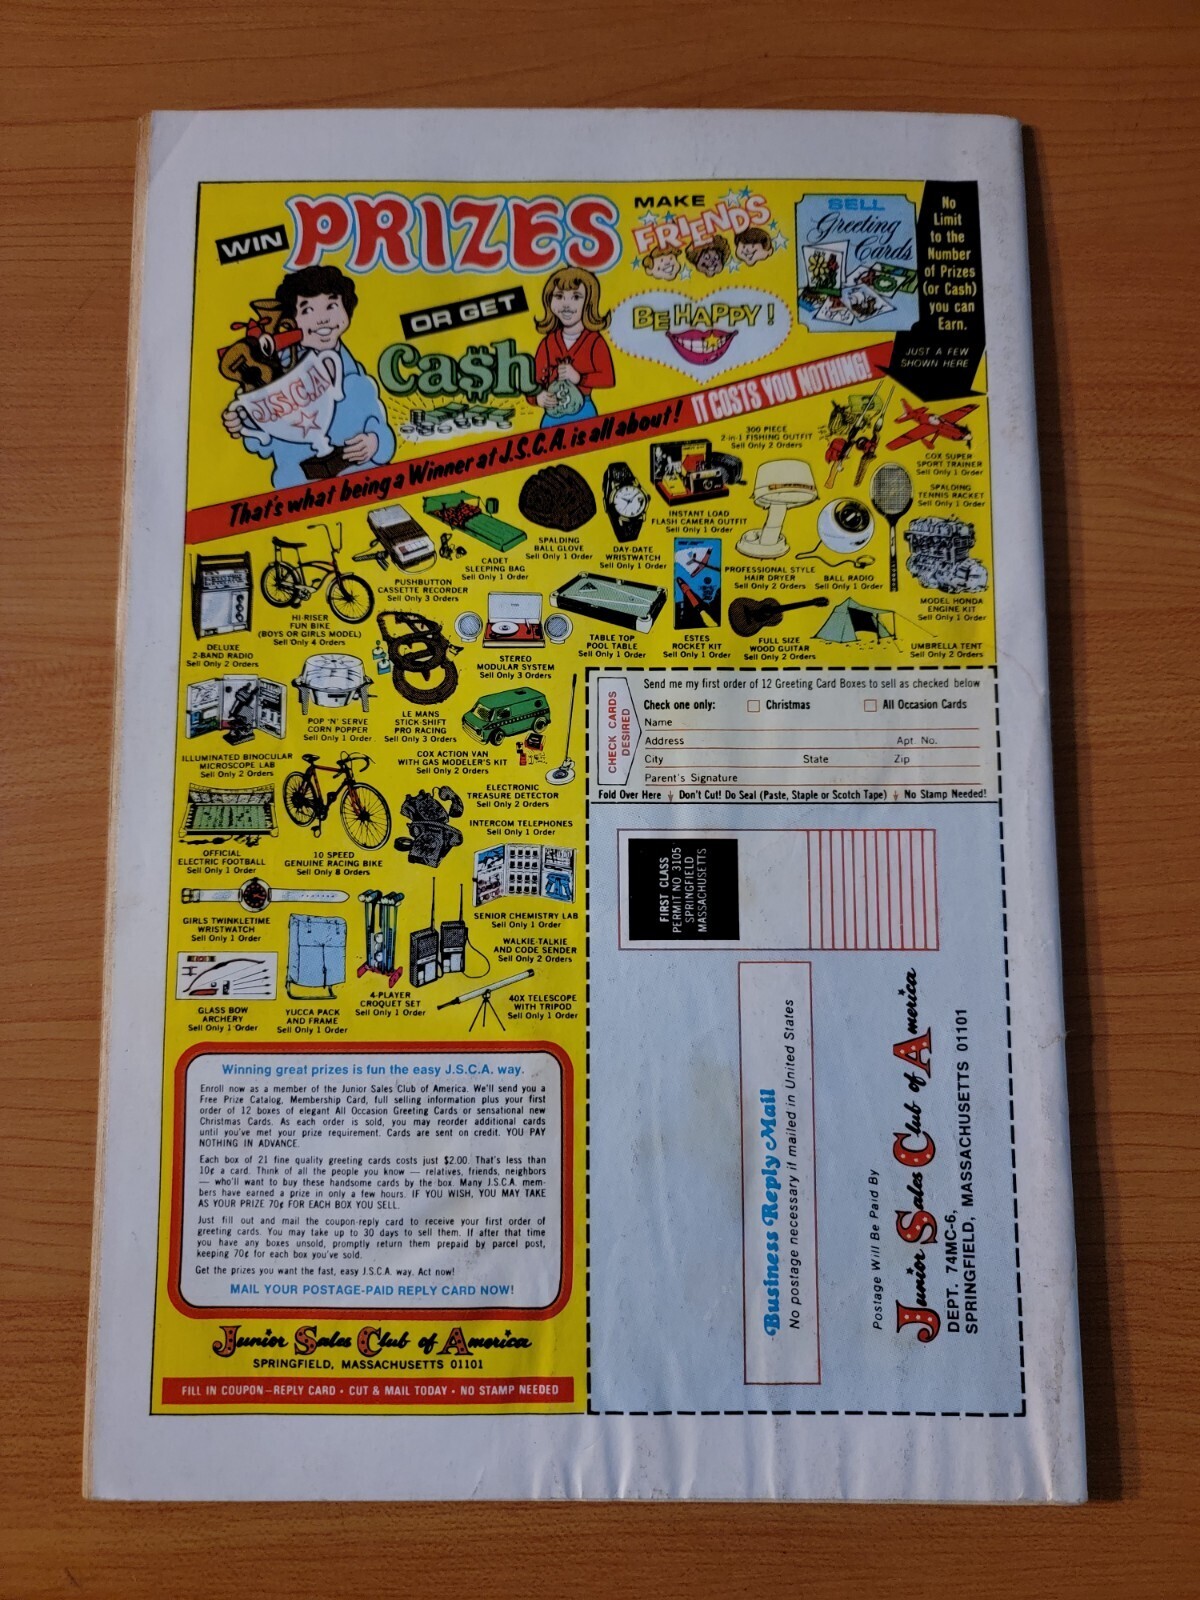 WIN PRIZES
MAKE
FRIENDS
SELL
Greeting
Cards
No
Limit
to the
Number
of Prizes
(or Cash)
you can
Earn.
JUST A FEW
SHOWN HERE
OR GET
Ca$h
BE HAPPY!
J.S.C.A.
That's what being a Winner at J.S.C.A. is all about! IT COSTS YOU NOTHING!
300 PIECE
2-in-1 FISHING OUTFIT
Sell Only 2 Orders
COX SUPER
SPORT TRAINER
Sell Only 1 Order
SPALDING
TENNIS RACKET
Sell Only 1 Order
INSTANT LOAD
FLASH CAMERA OUTFIT
Sell Only 1 Order
SPALDING
BALL GLOVE
Sell Only 1 Order
DAY-DATE
WRISTWATCH
Sell Only 1 Order
CADET
SLEEPING BAG
Sell Only 1 Order
PUSHBUTTON
CASSETTE RECORDER
Sell Only 3 Orders
PROFESSIONAL STYLE
HAIR DRYER
Sell Only 2 Orders
BALL RADIO
Sell Only 1 Order
MODEL HONDA
ENGINE KIT
Sell Only 1 Order
HI-RISER
FUN BIKE
(BOYS OR GIRLS MODEL)
Sell Only 4 Orders
DELUXE
2-BAND RADIO
Sell Only 2 Orders
STEREO
MODULAR SYSTEM
Sell Only 3 Orders
TABLE TOP
POOL TABLE
Sell Only 1 Order
ESTES
ROCKET KIT
Sell Only 1 Order
FULL SIZE
WOOD GUITAR
Sell Only 2 Orders
UMBRELLA TENT
Sell Only 2 Orders
POP 'N' SERVE
CORN POPPER
Sell Only 1 Order
LE MANS
STICK SHIFT
PRO RACING
Sell Only 3 Orders
ILLUMINATED BINOCULAR
MICROSCOPE LAB
Sell Only 2 Orders
COX ACTION VAN
WITH GAS MODELER'S KIT
Sell Only 2 Orders
ELECTRONIC
TREASURE DETECTOR
Sell Only 2 Orders
INTERCOM TELEPHONES
Sell Only 1 Order
OFFICIAL
ELECTRIC FOOTBALL
Sell Only 1 Order
10 SPEED
GENUINE RACING BIKE
Sell Only 8 Orders
SENIOR CHEMISTRY LAB
Sell Only 1 Order
GIRLS TWINKLETIME
WRISTWATCH
Sell Only 1 Order
WALKIE-TALKIE
AND CODE SENDER
Sell Only 2 Orders
GLASS BOW
ARCHERY
Sell Only 1 Order
YUCCA PACK
AND FRAME
Sell Only 1 Order
4-PLAYER
CROQUET SET
Sell Only 1 Order
40X TELESCOPE
WITH TRIPOD
Sell Only 1 Order
Winning great prizes is fun the easy J.S.C.A. way.
Enroll now as a member of the Junior Sales Club of America. We'll send you a
Free Prize Catalog, Membership Card, full selling information plus your first
order of 12 boxes of elegant All Occasion Greeting Cards or sensational new
Christmas Cards. As each order is sold, you may reorder additional cards
until you've met your prize requirement. Cards are sent on credit. YOU PAY
NOTHING IN ADVANCE.
Each box of 21 fine quality greeting cards costs just $2.00. That's less than
10¢ a card. Think of all the people you know — relatives, friends, neighbors
— who'll want to buy these handsome cards by the box. Many J.S.C.A. mem-
bers have earned a prize in only a few hours. IF YOU WISH, YOU MAY TAKE
AS YOUR PRIZE 70¢ FOR EACH BOX YOU SELL.
Just fill out and mail the coupon-reply card to receive your first order of
greeting cards. You may take up to 30 days to sell them. If after that time
you have any boxes unsold, promptly return them prepaid by parcel post,
keeping 70¢ for each box you've sold.
Get the prizes you want the fast, easy J.S.C.A. way. Act now!
MAIL YOUR POSTAGE-PAID REPLY CARD NOW!
Junior Sales Club of America
SPRINGFIELD, MASSACHUSETTS 01101
FILL IN COUPON–REPLY CARD • CUT & MAIL TODAY • NO STAMP NEEDED
CHECK CARDS
DESIRED
Send me my first order of 12 Greeting Card Boxes to sell as checked below
Check one only: Christmas All Occasion Cards
Name
Address Apt. No.
City State Zip
Parent's Signature
Fold Over Here Don't Cut! Do Seal (Paste, Staple or Scotch Tape) No Stamp Needed!
FIRST CLASS
PERMIT NO 3105
SPRINGFIELD
MASSACHUSETTS
Business Reply Mail
No postage necessary if mailed in United States
Postage Will Be Paid By
Junior Sales Club of America
DEPT. 74MC-6,
SPRINGFIELD, MASSACHUSETTS 01101